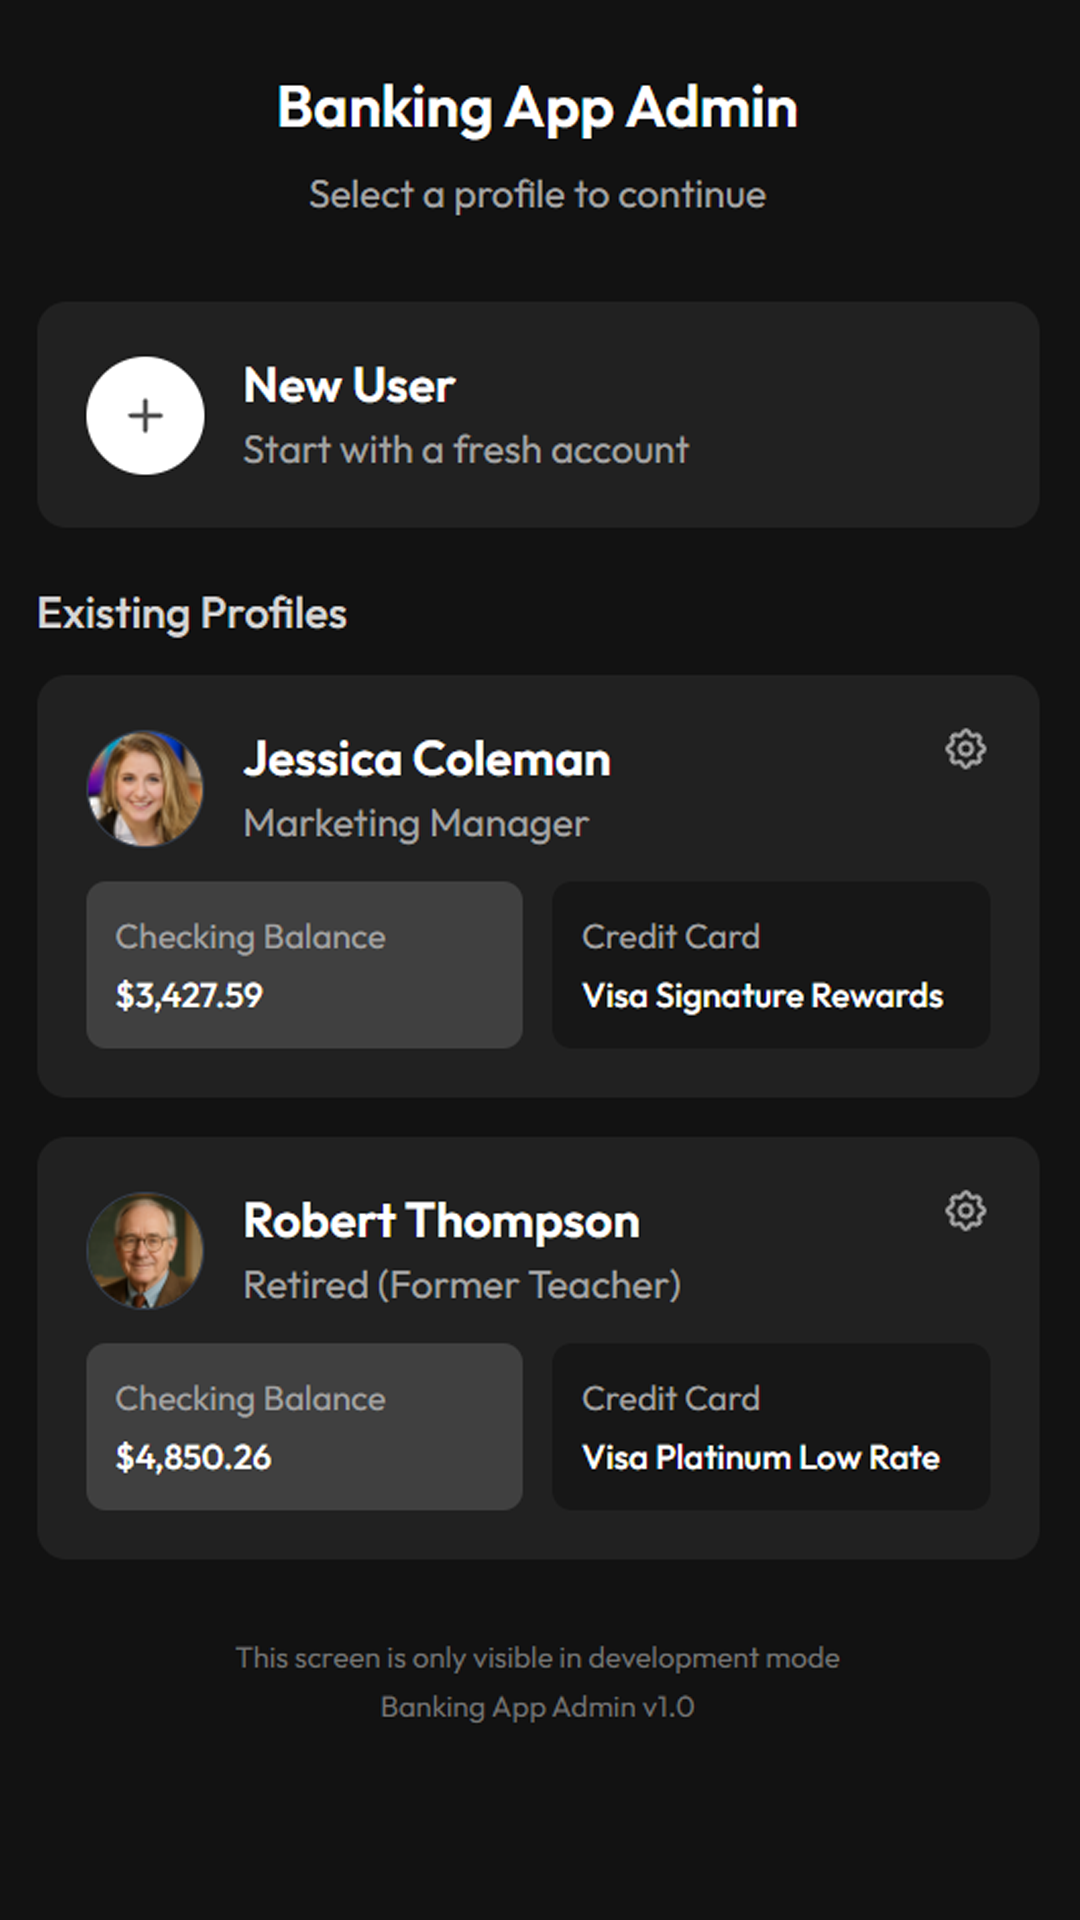 Banking App Admin
Select a profile to continue
New User
Start with a fresh account
Existing Profiles
Jessica Coleman
Marketing Manager
Checking Balance
$3,427.59
Credit Card
Visa Signature Rewards
Robert Thompson
Retired (Former Teacher)
Checking Balance
$4,850.26
Credit Card
Visa Platinum Low Rate
This screen is only visible in development mode
Banking App Admin v1.0